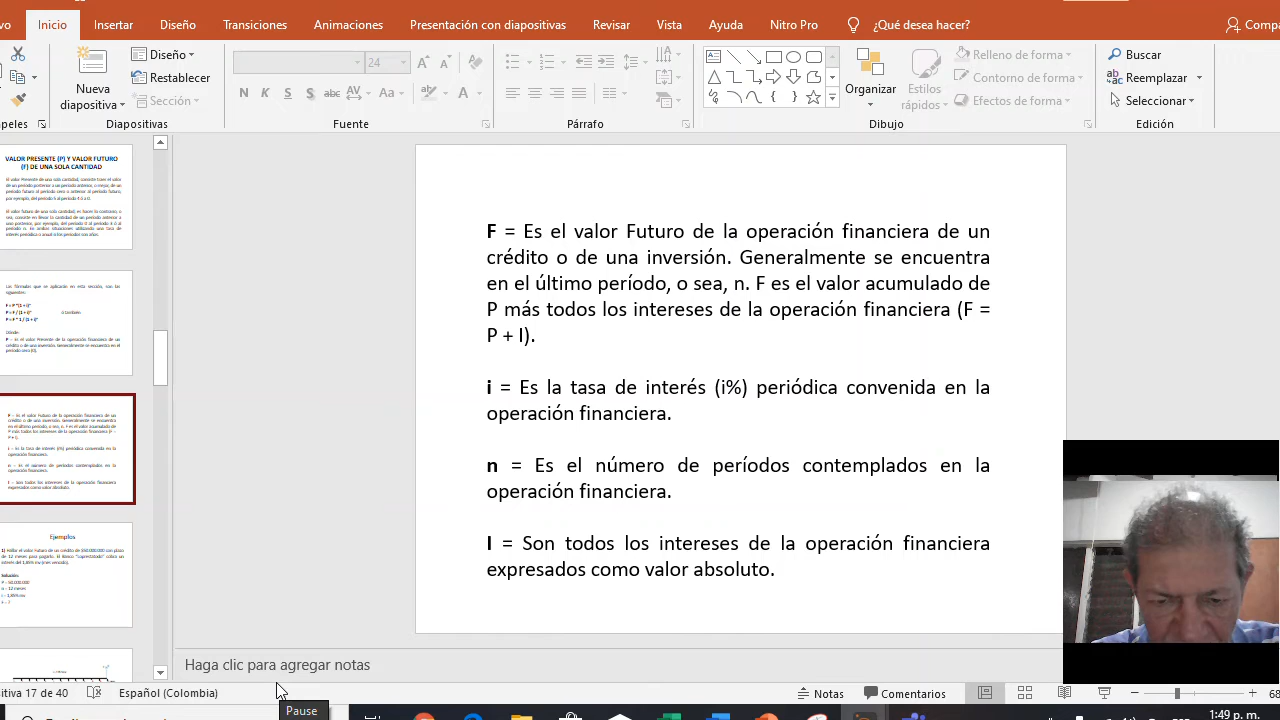 Inicio Insertar Diseño Transiciones Animaciones Presentación con diapositivas Revisar Vista Ayuda Nitro Pro ¿Qué desea hacer?
Nueva diapositiva
Diseño
Restablecer
Sección
Diapositivas
24
Fuente
Párrafo
Organizar
Estilos rápidos
Relleno de forma
Contorno de forma
Efectos de forma
Dibujo
Buscar
Reemplazar
Seleccionar
Edición
VALOR PRESENTE (P) Y VALOR FUTURO
(F) DE UNA SOLA CANTIDAD
F = Es el valor Futuro de la operación financiera de un
crédito o de una inversión. Generalmente se encuentra
en el último período, o sea, n. F es el valor acumulado de
P más todos los intereses de la operación financiera (F =
P + I).
i = Es la tasa de interés (i%) periódica convenida en la
operación financiera.
n = Es el número de períodos contemplados en la
operación financiera.
I = Son todos los intereses de la operación financiera
expresados como valor absoluto.
Ejemplos
Haga clic para agregar notas
17 de 40
Español (Colombia)
Notas
Comentarios
Pause
1:49 p. m.